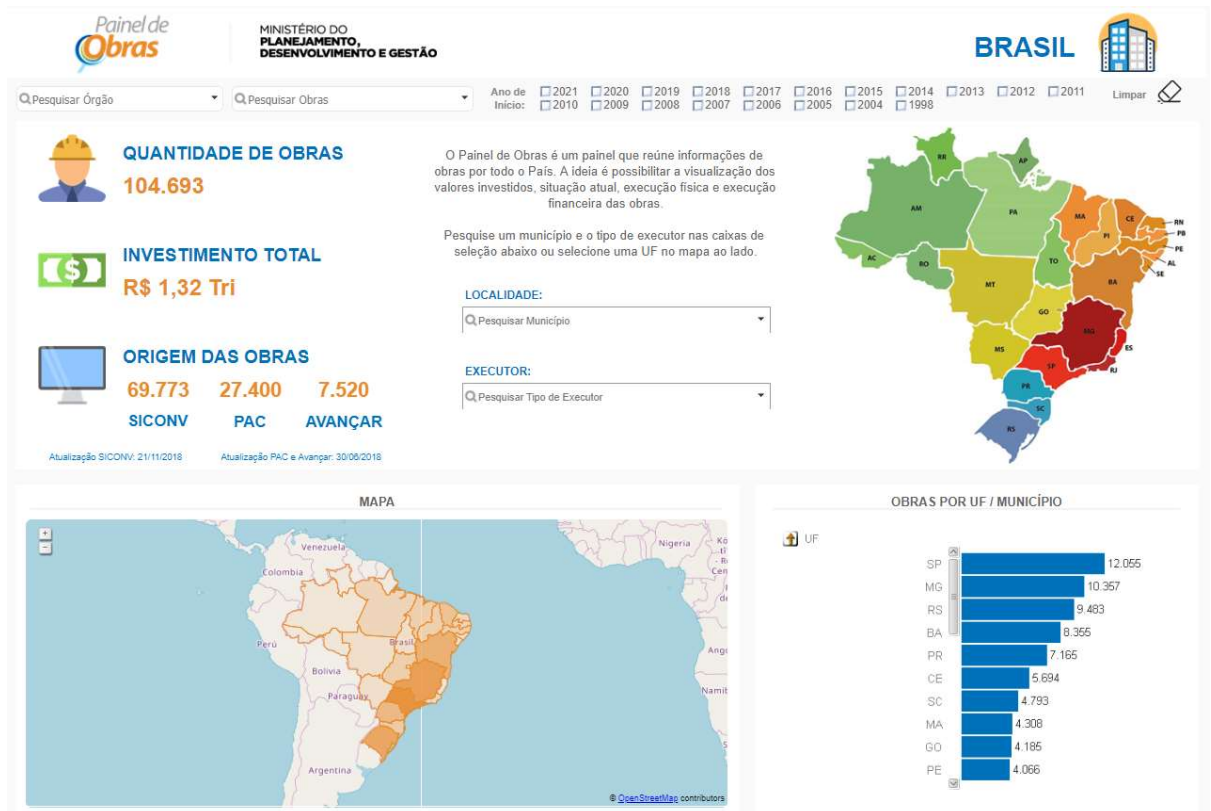 Painel de
Obras
MINISTÉRIO DO
PLANEJAMENTO,
DESENVOLVIMENTO E GESTÃO
BRASIL
Pesquisar Órgão
Pesquisar Obras
Ano de Início:
2021 2020 2019 2018 2017 2016 2015 2014 2013 2012 2011
2010 2009 2008 2007 2006 2005 2004 1998
Limpar
QUANTIDADE DE OBRAS
104.693
INVESTIMENTO TOTAL
R$ 1,32 Tri
ORIGEM DAS OBRAS
69.773 27.400 7.520
SICONV PAC AVANÇAR
Atualização SICONV: 21/11/2018 Atualização PAC e Avançar: 30/06/2018
O Painel de Obras é um painel que reúne informações de
obras por todo o País. A ideia é possibilitar a visualização dos
valores investidos, situação atual, execução física e execução
financeira das obras.
Pesquise um município e o tipo de executor nas caixas de
seleção abaixo ou selecione uma UF no mapa ao lado.
LOCALIDADE:
Pesquisar Município
EXECUTOR:
Pesquisar Tipo de Executor
RR
AP
AM
PA
MA
CE
RN
PB
PE
AL
SE
PI
AC
RO
TO
BA
MT
GO
MG
ES
MS
SP
RJ
PR
SC
RS
MAPA
+
-
Venezuela
Colombia
Perú
Brasil
Bolivia
Paraguay
Argentina
Nigeria
© OpenStreetMap contributors
OBRAS POR UF / MUNICÍPIO
UF
SP 12.055
MG 10.357
RS 9.483
BA 8.355
PR 7.165
CE 5.694
SC 4.793
MA 4.308
GO 4.185
PE 4.066